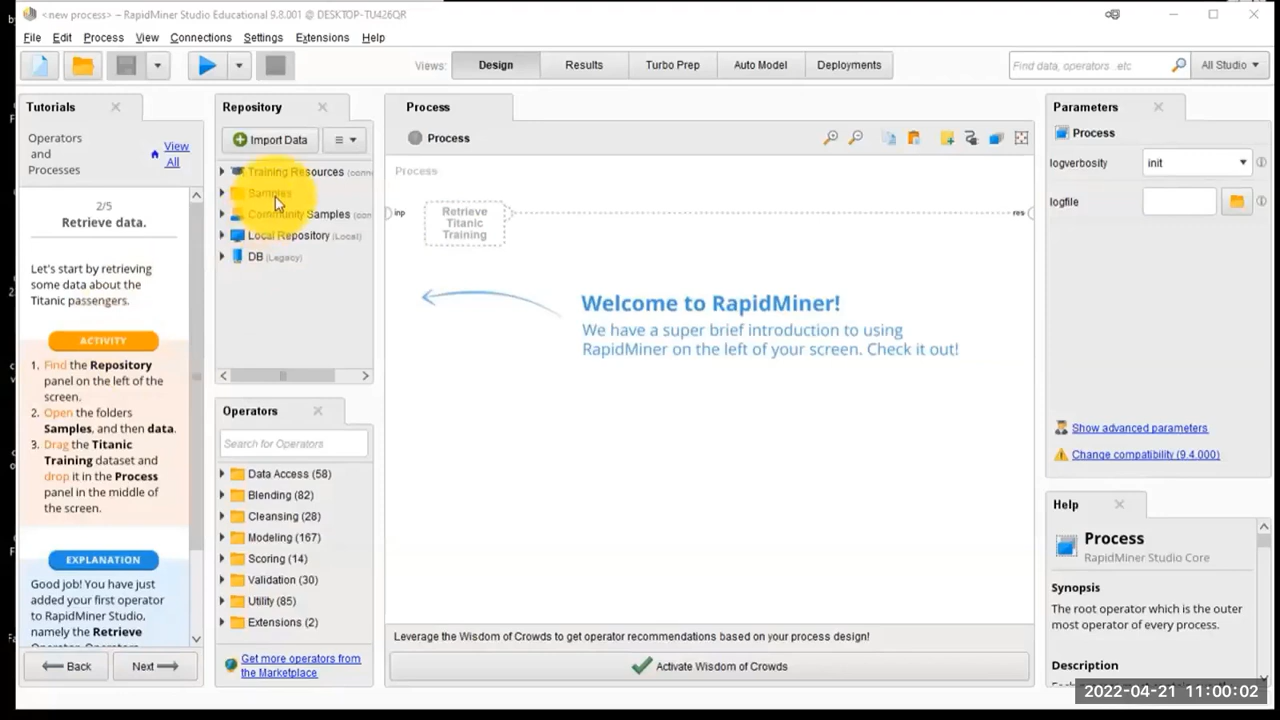 <new process> – RapidMiner Studio Educational 9.8.001 @ DESKTOP-TU426QR
File Edit Process View Connections Settings Extensions Help
Views: Design Results Turbo Prep Auto Model Deployments
Find data, operators ..etc
All Studio
Tutorials
Operators
and
Processes
View
All
2/5
Retrieve data.
Let's start by retrieving
some data about the
Titanic passengers.
ACTIVITY
1. Find the Repository
panel on the left of the
screen.
2. Open the folders
Samples, and then data.
3. Drag the Titanic
Training dataset and
drop it in the Process
panel in the middle of
the screen.
EXPLANATION
Good job! You have just
added your first operator
to RapidMiner Studio,
namely the Retrieve
Back Next
Repository
Import Data
Training Resources (conn
Samples
Community Samples (con
Local Repository (Local)
DB (Legacy)
Operators
Search for Operators
Data Access (58)
Blending (82)
Cleansing (28)
Modeling (167)
Scoring (14)
Validation (30)
Utility (85)
Extensions (2)
Get more operators from
the Marketplace
Process
Process
Process
inp
Retrieve
Titanic
Training
res
Welcome to RapidMiner!
We have a super brief introduction to using
RapidMiner on the left of your screen. Check it out!
Leverage the Wisdom of Crowds to get operator recommendations based on your process design!
Activate Wisdom of Crowds
Parameters
Process
logverbosity init
logfile
Show advanced parameters
Change compatibility (9.4.000)
Help
Process
RapidMiner Studio Core
Synopsis
The root operator which is the outer
most operator of every process.
Description
2022-04-21 11:00:02